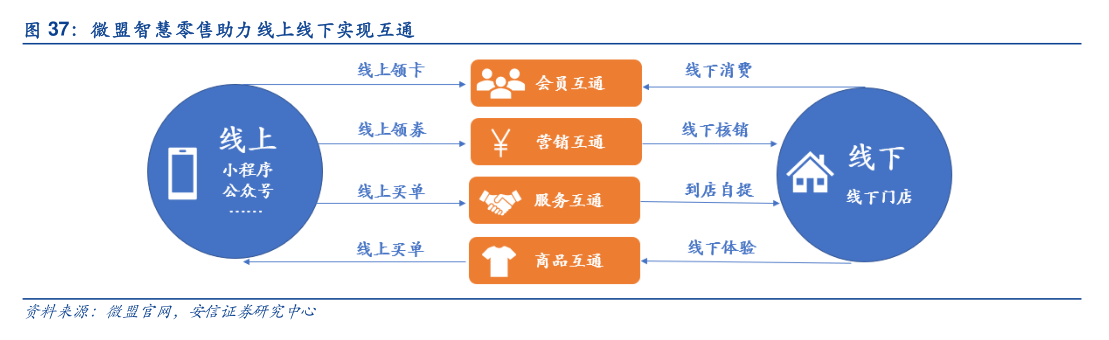 图 37：微盟智慧零售助力线上线下实现互通
线上领卡
会员互通
线下消费
线上
小程序
公众号
......
线上领券
¥
营销互通
线下核销
线下
线下门店
线上买单
服务互通
到店自提
线上买单
商品互通
线下体验
资料来源：微盟官网，安信证券研究中心